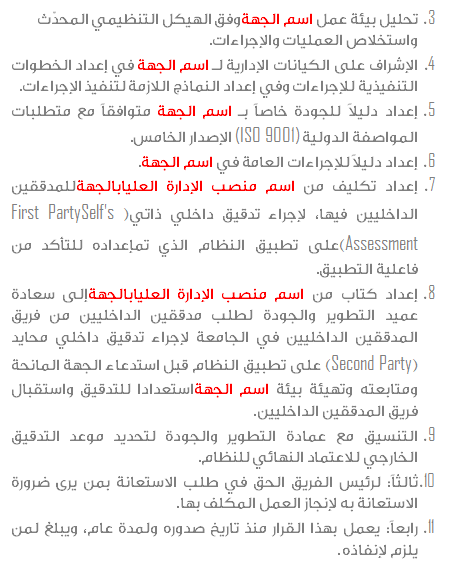 3. تحليل بيئة عمل اسم الجهةوفق الهيكل التنظيمي المحدّث
واستخلاص العمليات والإجراءات.
4. الإشراف على الكيانات الإدارية لـ اسم الجهة في إعداد الخطوات
التنفيذية للإجراءات وفي إعداد النماذج اللازمة لتنفيذ الإجراءات.
5. إعداد دليلاً للجودة خاصاً بـ اسم الجهة متوافقاً مع متطلبات
المواصفة الدولية (ISO 9001) الإصدار الخامس.
6. إعداد دليلاً للإجراءات العامة في اسم الجهة.
7. إعداد تكليف من اسم منصب الإدارة العليابالجهةللمدققين
الداخليين فيها، لإجراء تدقيق داخلي ذاتي( First PartySelf's
Assessment)على تطبيق النظام الذي تمإعداده للتأكد من
فاعلية التطبيق.
8. إعداد كتاب من اسم منصب الإدارة العليابالجهةإلى سعادة
عميد التطوير والجودة لطلب مدققين الداخليين من فريق
المدققين الداخليين في الجامعة لإجراء تدقيق داخلي محايد
(Second Party) على تطبيق النظام قبل استدعاء الجهة المانحة
ومتابعته وتهيئة بيئة اسم الجهةاستعدادا للتدقيق واستقبال
فريق المدققين الداخليين.
9. التنسيق مع عمادة التطوير والجودة لتحديد موعد التدقيق
الخارجي للاعتماد النهائي للنظام.
10. ثالثاً: لرئيس الفريق الحق في طلب الاستعانة بمن يرى ضرورة
الاستعانة به لإنجاز العمل المكلف بها.
11. رابعاً: يعمل بهذا القرار منذ تاريخ صدوره ولمدة عام، ويبلغ لمن
يلزم لإنفاذه.